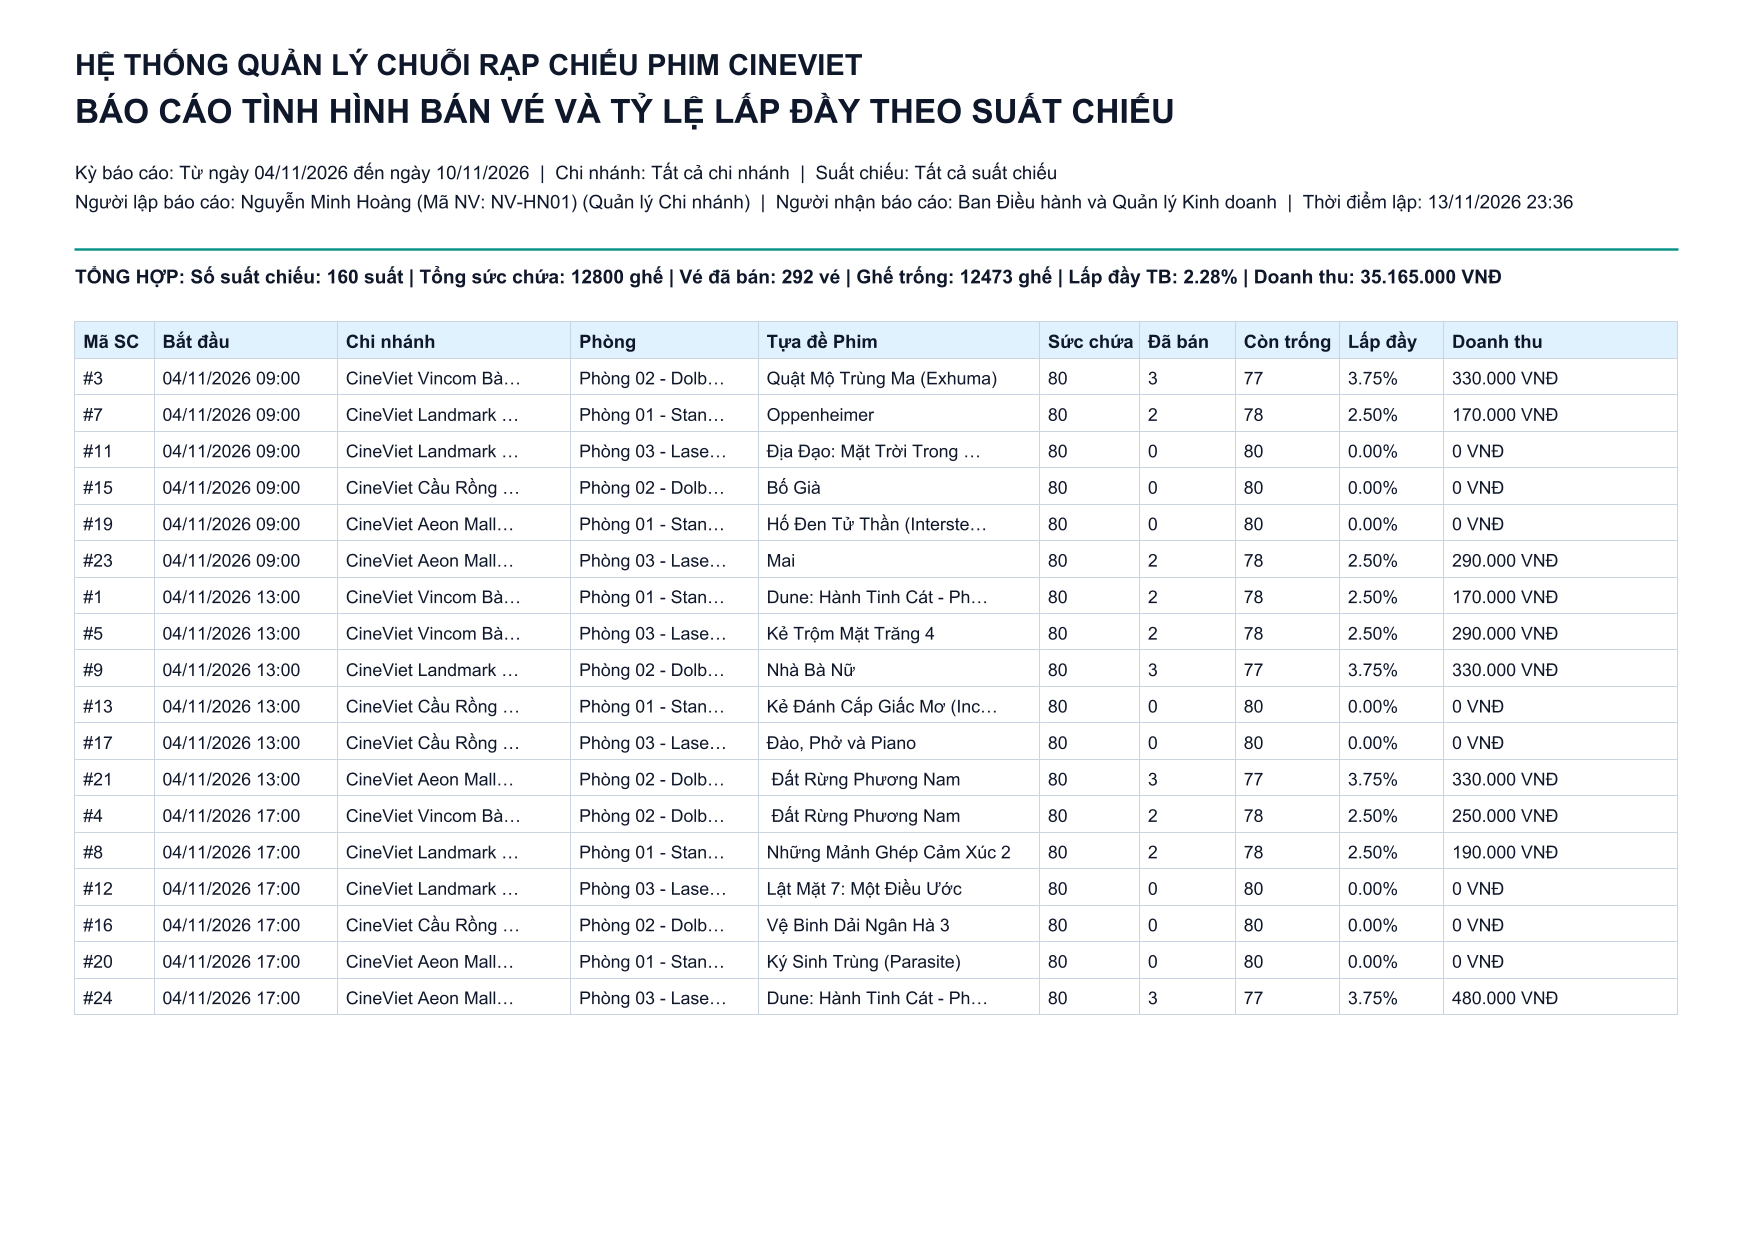 HỆ THỐNG QUẢN LÝ CHUỖI RẠP CHIẾU PHIM CINEVIET
BÁO CÁO TÌNH HÌNH BÁN VÉ VÀ TỶ LỆ LẤP ĐẦY THEO SUẤT CHIẾU
Kỳ báo cáo: Từ ngày 04/11/2026 đến ngày 10/11/2026 | Chi nhánh: Tất cả chi nhánh | Suất chiếu: Tất cả suất chiếu
Người lập báo cáo: Nguyễn Minh Hoàng (Mã NV: NV-HN01) (Quản lý Chi nhánh) | Người nhận báo cáo: Ban Điều hành và Quản lý Kinh doanh | Thời điểm lập: 13/11/2026 23:36
TỔNG HỢP: Số suất chiếu: 160 suất | Tổng sức chứa: 12800 ghế | Vé đã bán: 292 vé | Ghế trống: 12473 ghế | Lấp đầy TB: 2.28% | Doanh thu: 35.165.000 VNĐ
Mã SC Bắt đầu Chi nhánh Phòng Tựa đề Phim Sức chứa Đã bán Còn trống Lấp đầy Doanh thu
#3 04/11/2026 09:00 CineViet Vincom Bà… Phòng 02 - Dolb… Quật Mộ Trùng Ma (Exhuma) 80 3 77 3.75% 330.000 VNĐ
#7 04/11/2026 09:00 CineViet Landmark … Phòng 01 - Stan… Oppenheimer 80 2 78 2.50% 170.000 VNĐ
#11 04/11/2026 09:00 CineViet Landmark … Phòng 03 - Lase… Địa Đạo: Mặt Trời Trong … 80 0 80 0.00% 0 VNĐ
#15 04/11/2026 09:00 CineViet Cầu Rồng … Phòng 02 - Dolb… Bố Già 80 0 80 0.00% 0 VNĐ
#19 04/11/2026 09:00 CineViet Aeon Mall… Phòng 01 - Stan… Hố Đen Tử Thần (Interste… 80 0 80 0.00% 0 VNĐ
#23 04/11/2026 09:00 CineViet Aeon Mall… Phòng 03 - Lase… Mai 80 2 78 2.50% 290.000 VNĐ
#1 04/11/2026 13:00 CineViet Vincom Bà… Phòng 01 - Stan… Dune: Hành Tinh Cát - Ph… 80 2 78 2.50% 170.000 VNĐ
#5 04/11/2026 13:00 CineViet Vincom Bà… Phòng 03 - Lase… Kẻ Trộm Mặt Trăng 4 80 2 78 2.50% 290.000 VNĐ
#9 04/11/2026 13:00 CineViet Landmark … Phòng 02 - Dolb… Nhà Bà Nữ 80 3 77 3.75% 330.000 VNĐ
#13 04/11/2026 13:00 CineViet Cầu Rồng … Phòng 01 - Stan… Kẻ Đánh Cắp Giấc Mơ (Inc… 80 0 80 0.00% 0 VNĐ
#17 04/11/2026 13:00 CineViet Cầu Rồng … Phòng 03 - Lase… Đào, Phở và Piano 80 0 80 0.00% 0 VNĐ
#21 04/11/2026 13:00 CineViet Aeon Mall… Phòng 02 - Dolb… Đất Rừng Phương Nam 80 3 77 3.75% 330.000 VNĐ
#4 04/11/2026 17:00 CineViet Vincom Bà… Phòng 02 - Dolb… Đất Rừng Phương Nam 80 2 78 2.50% 250.000 VNĐ
#8 04/11/2026 17:00 CineViet Landmark … Phòng 01 - Stan… Những Mảnh Ghép Cảm Xúc 2 80 2 78 2.50% 190.000 VNĐ
#12 04/11/2026 17:00 CineViet Landmark … Phòng 03 - Lase… Lật Mặt 7: Một Điều Ước 80 0 80 0.00% 0 VNĐ
#16 04/11/2026 17:00 CineViet Cầu Rồng … Phòng 02 - Dolb… Vệ Binh Dải Ngân Hà 3 80 0 80 0.00% 0 VNĐ
#20 04/11/2026 17:00 CineViet Aeon Mall… Phòng 01 - Stan… Ký Sinh Trùng (Parasite) 80 0 80 0.00% 0 VNĐ
#24 04/11/2026 17:00 CineViet Aeon Mall… Phòng 03 - Lase… Dune: Hành Tinh Cát - Ph… 80 3 77 3.75% 480.000 VNĐ